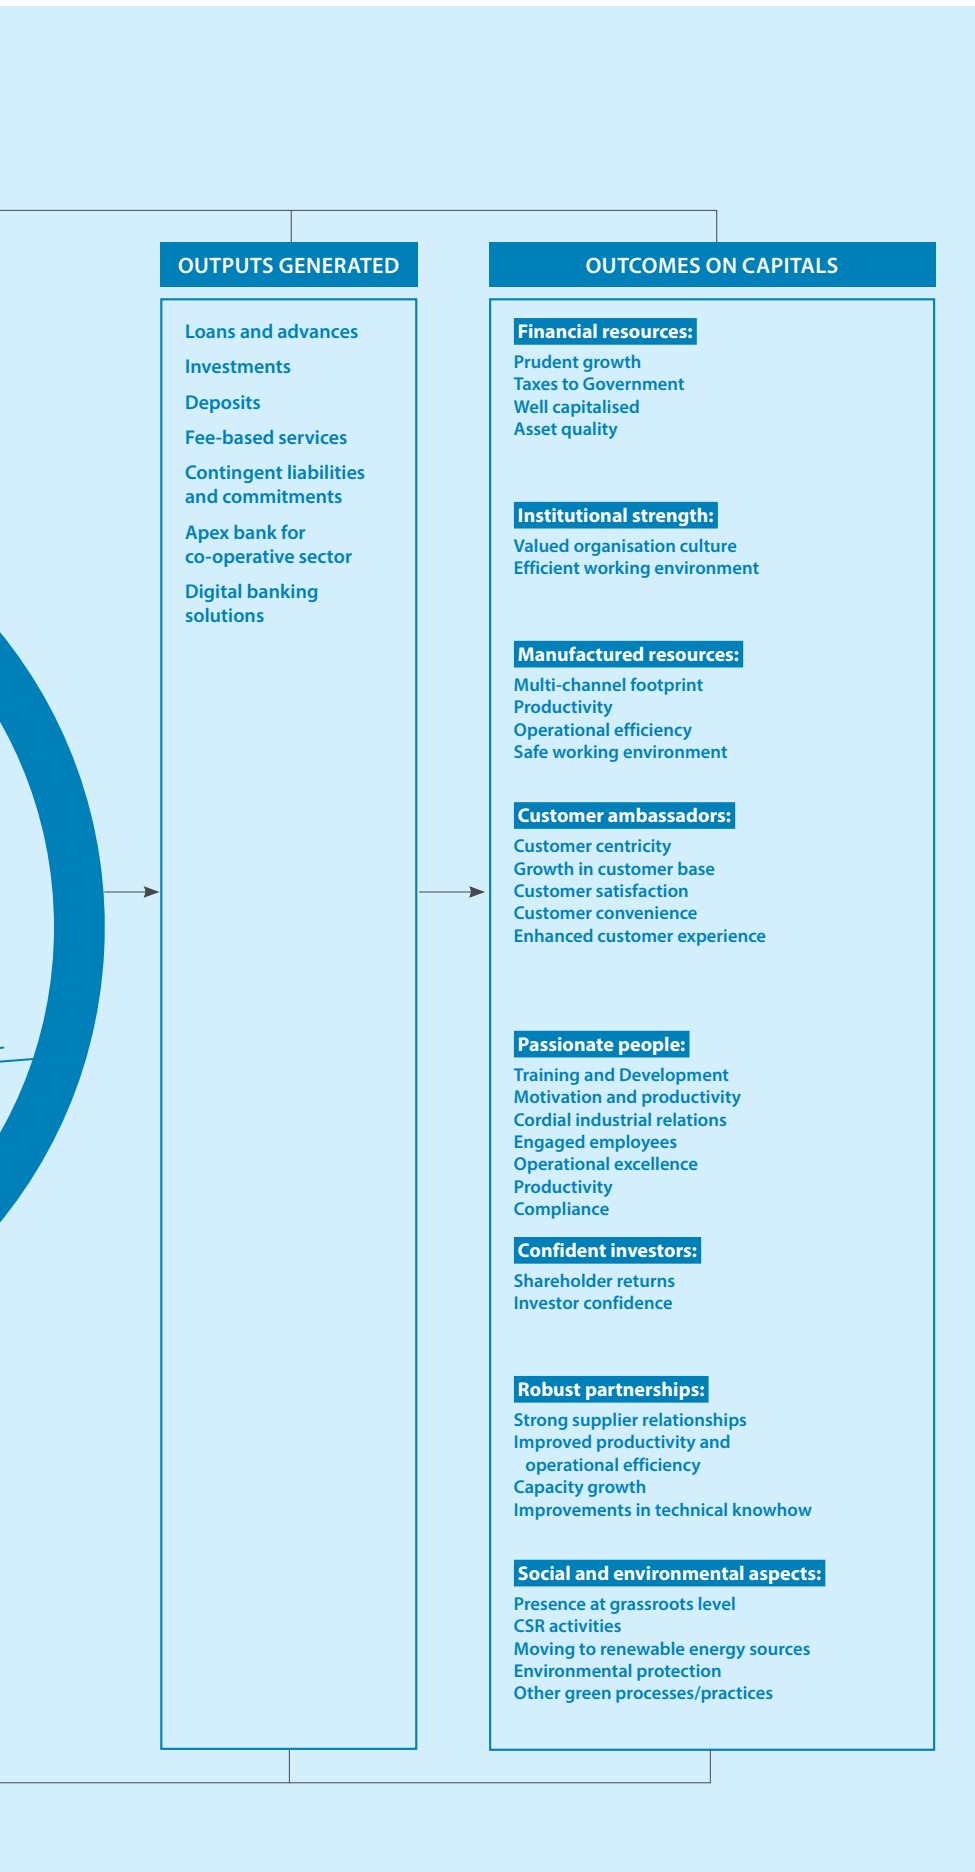 OUTPUTS GENERATED
Loans and advances
Investments
Deposits
Fee-based services
Contingent liabilities
and commitments
Apex bank for
co-operative sector
Digital banking
solutions
OUTCOMES ON CAPITALS
Financial resources:
Prudent growth
Taxes to Government
Well capitalised
Asset quality
Institutional strength:
Valued organisation culture
Efficient working environment
Manufactured resources:
Multi-channel footprint
Productivity
Operational efficiency
Safe working environment
Customer ambassadors:
Customer centricity
Growth in customer base
Customer satisfaction
Customer convenience
Enhanced customer experience
Passionate people:
Training and Development
Motivation and productivity
Cordial industrial relations
Engaged employees
Operational excellence
Productivity
Compliance
Confident investors:
Shareholder returns
Investor confidence
Robust partnerships:
Strong supplier relationships
Improved productivity and
operational efficiency
Capacity growth
Improvements in technical knowhow
Social and environmental aspects:
Presence at grassroots level
CSR activities
Moving to renewable energy sources
Environmental protection
Other green processes/practices